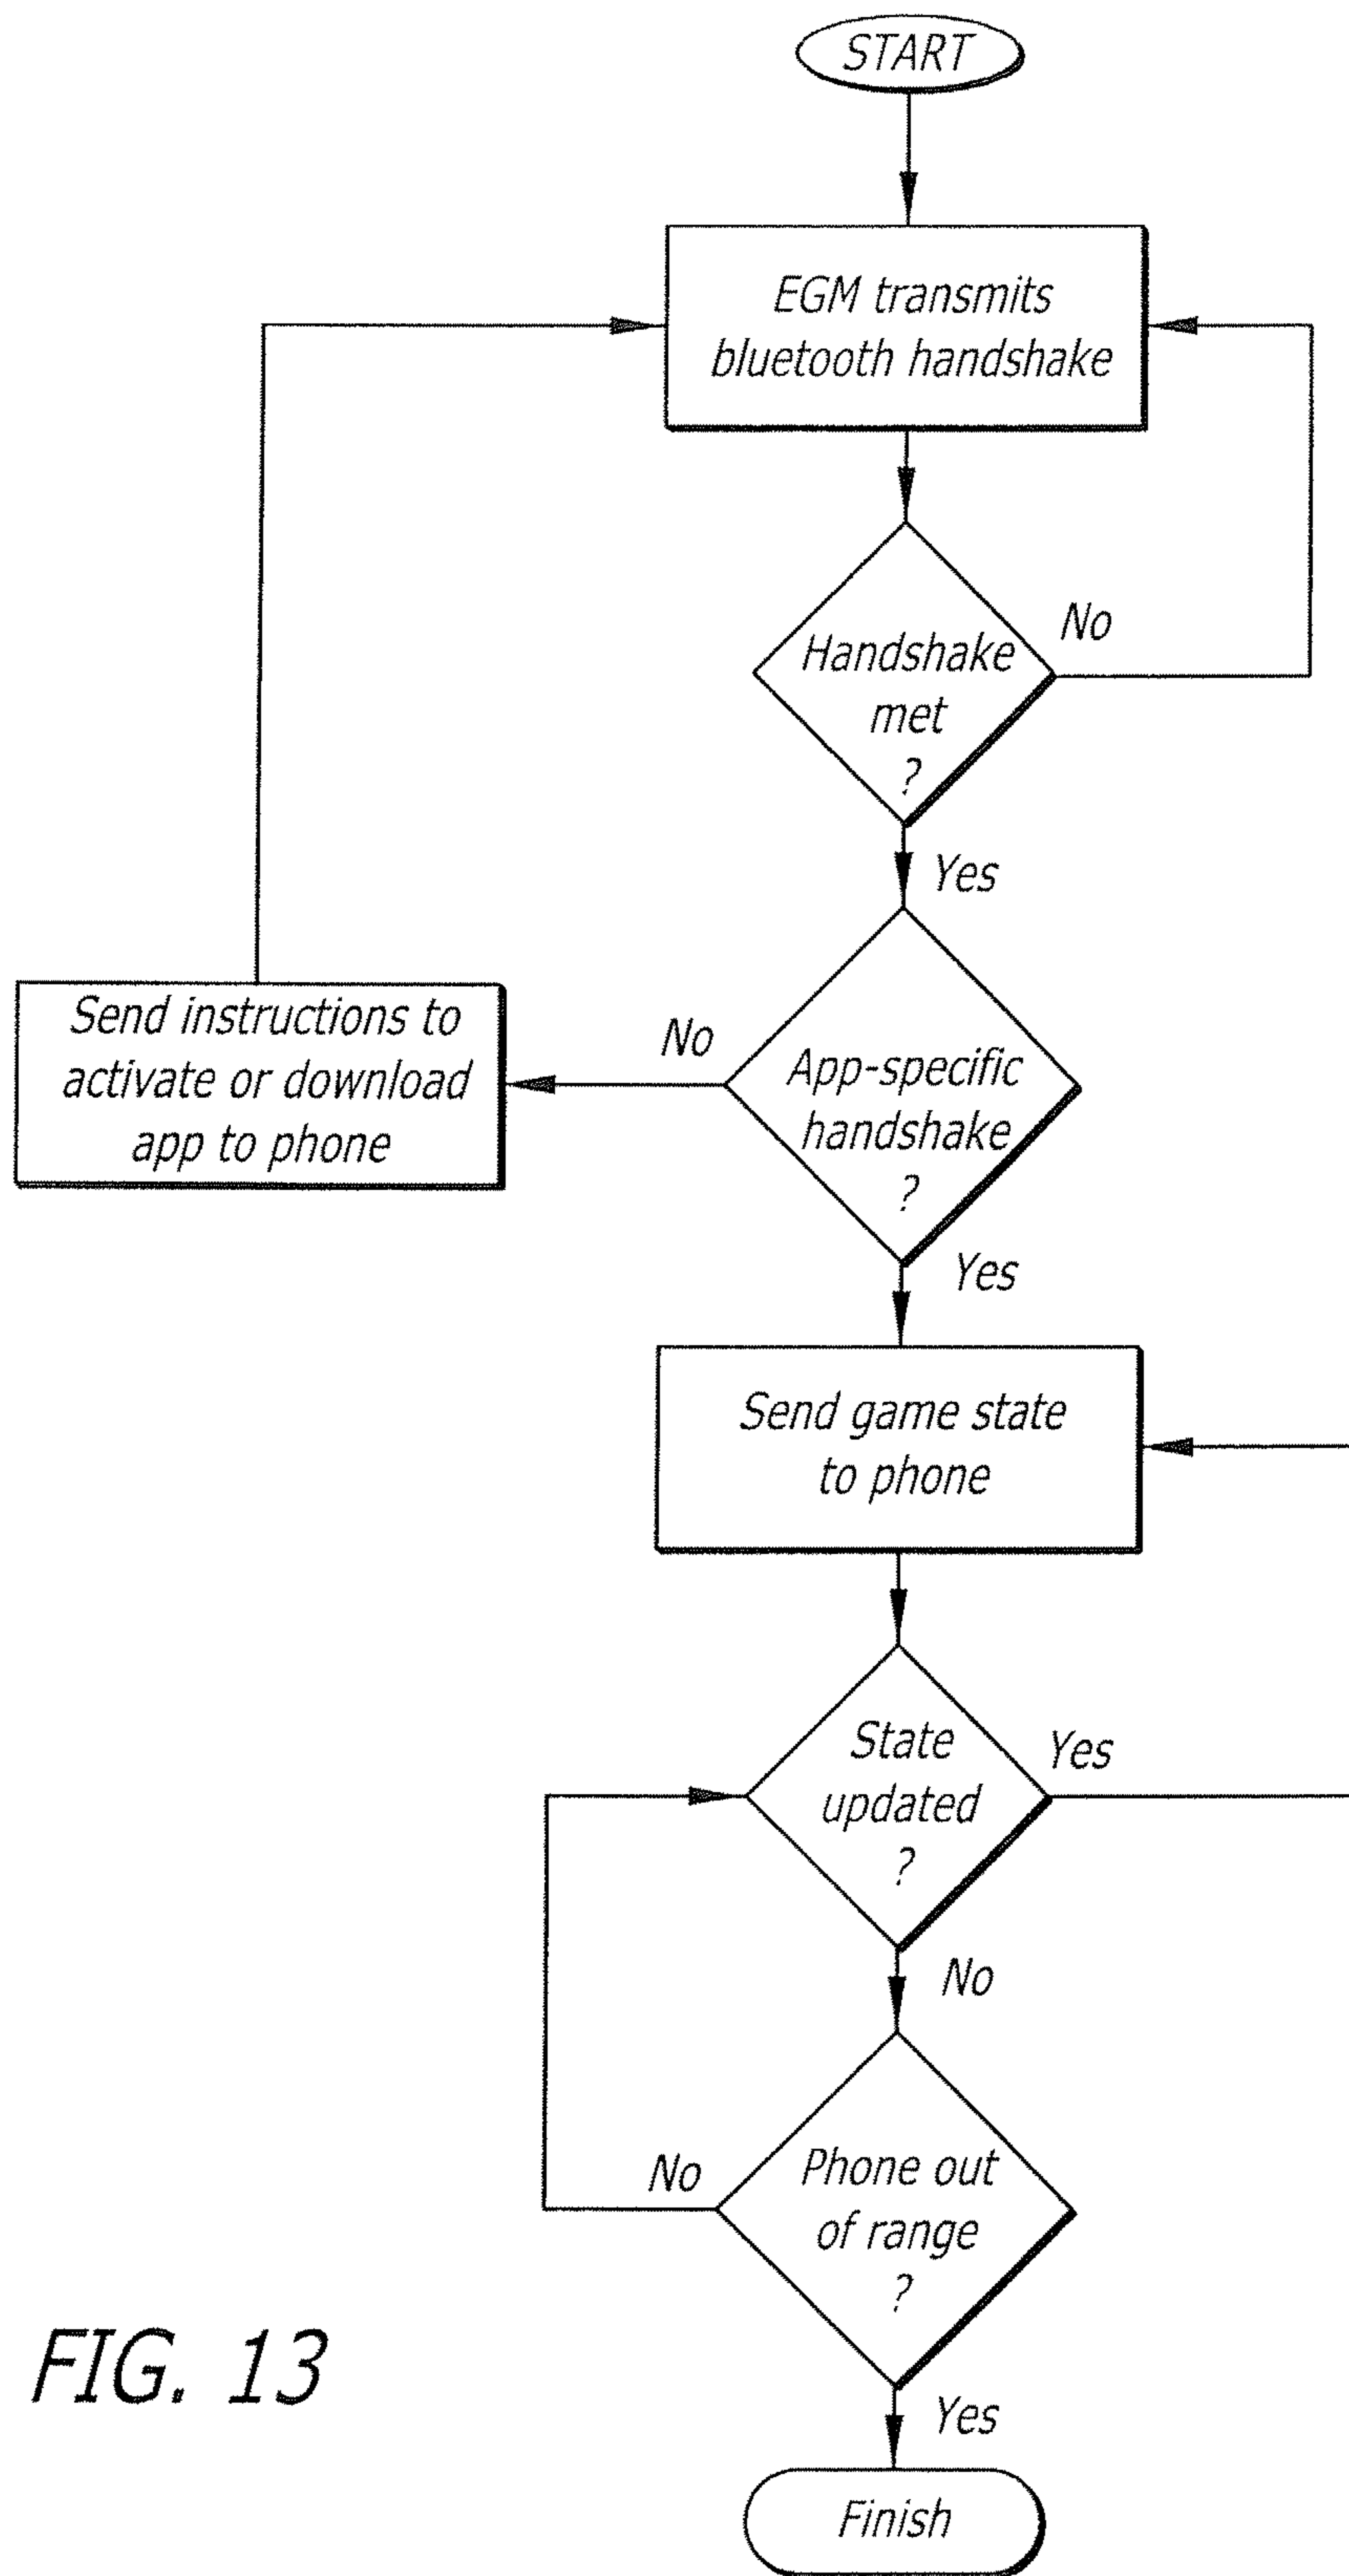 START
EGM transmits
bluetooth handshake
Handshake
met
?
No
Yes
App-specific
handshake
?
No
Send instructions to
activate or download
app to phone
Yes
Send game state
to phone
State
updated
?
Yes
No
Phone out
of range
?
No
Yes
Finish
FIG. 13